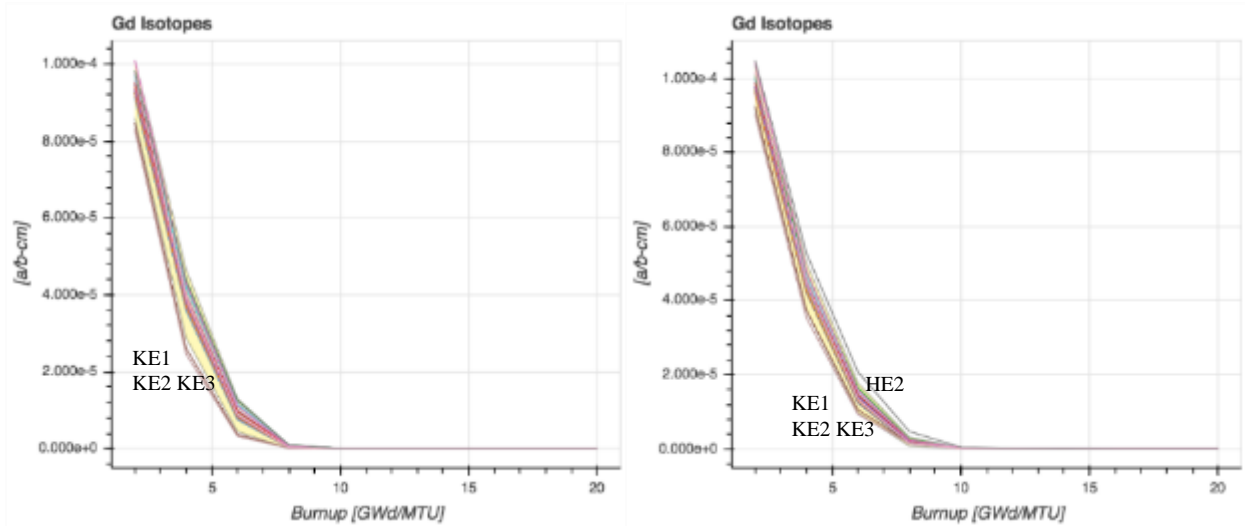 Gd Isotopes
1.000e-4
8.000e-5
6.000e-5
4.000e-5
2.000e-5
0.000e+0
[a/b-cm]
KE1
KE2 KE3
5
10
15
20
Burnup [GWd/MTU]
Gd Isotopes
1.000e-4
8.000e-5
6.000e-5
4.000e-5
2.000e-5
0.000e+0
[a/b-cm]
HE2
KE1
KE2 KE3
5
10
15
20
Burnup [GWd/MTU]